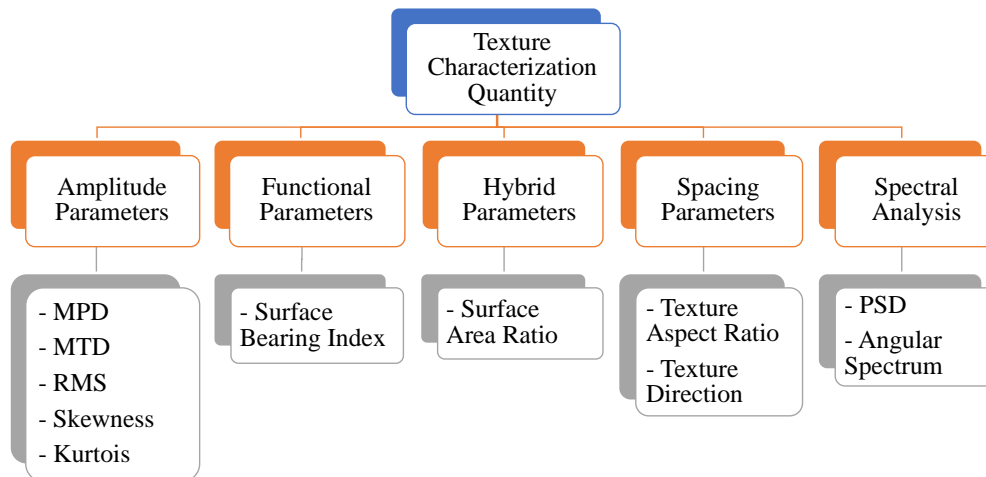 Texture
Characterization
Quantity
Amplitude
Parameters
Functional
Parameters
Hybrid
Parameters
Spacing
Parameters
Spectral
Analysis
- MPD
- MTD
- RMS
- Skewness
- Kurtois
- Surface
Bearing Index
- Surface
Area Ratio
- Texture
Aspect Ratio
- Texture
Direction
- PSD
- Angular
Spectrum